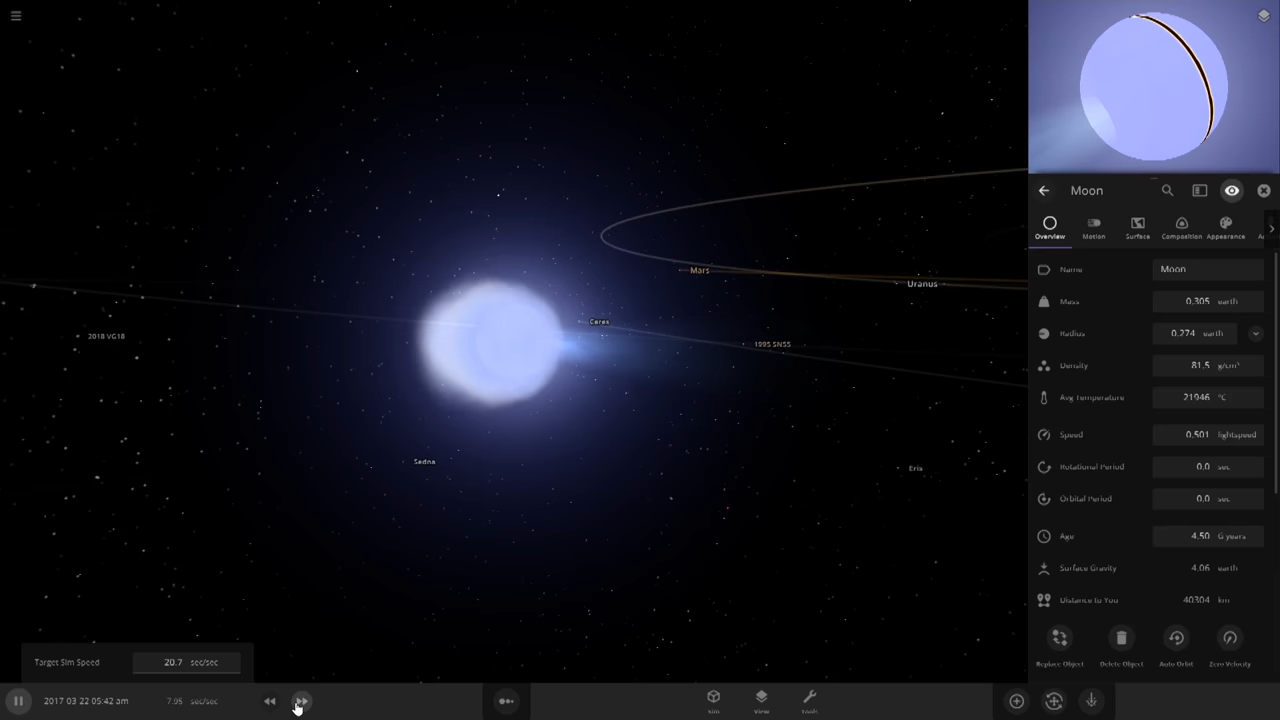 Moon
Overview
Motion
Surface
Composition
Appearance
Name
Moon
Mass
0.305 earth
Radius
0.274 earth
Density
81.5 g/cm³
Avg Temperature
21946 °C
Speed
0.501 lightspeed
Rotational Period
0.0 sec
Orbital Period
0.0 sec
Age
4.50 G years
Surface Gravity
4.06 earth
Distance to You
40304 km
Replace Object
Delete Object
Auto Orbit
Zero Velocity
Mars
Uranus
Ceres
2018 VG18
1995 SN55
Sedna
Eris
Target Sim Speed
20.7 sec/sec
2017 03 22 05:42 am
7.95 sec/sec
Sim
View
Tools